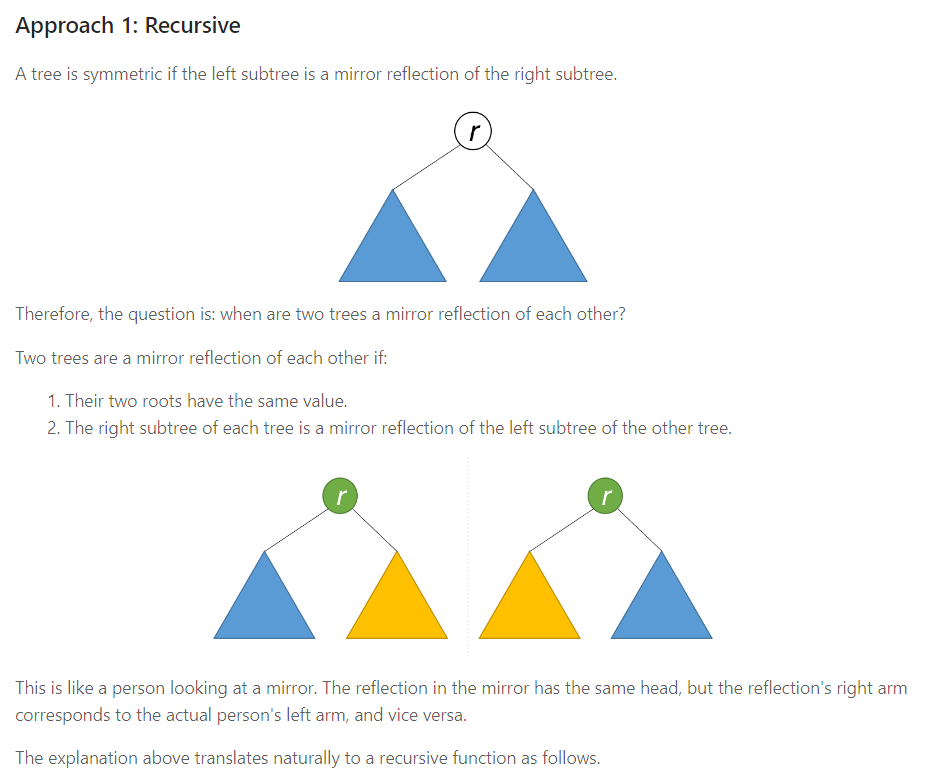 Approach 1: Recursive
A tree is symmetric if the left subtree is a mirror reflection of the right subtree.
r
Therefore, the question is: when are two trees a mirror reflection of each other?
Two trees are a mirror reflection of each other if:
1. Their two roots have the same value.
2. The right subtree of each tree is a mirror reflection of the left subtree of the other tree.
r r
This is like a person looking at a mirror. The reflection in the mirror has the same head, but the reflection's right arm
corresponds to the actual person's left arm, and vice versa.
The explanation above translates naturally to a recursive function as follows.